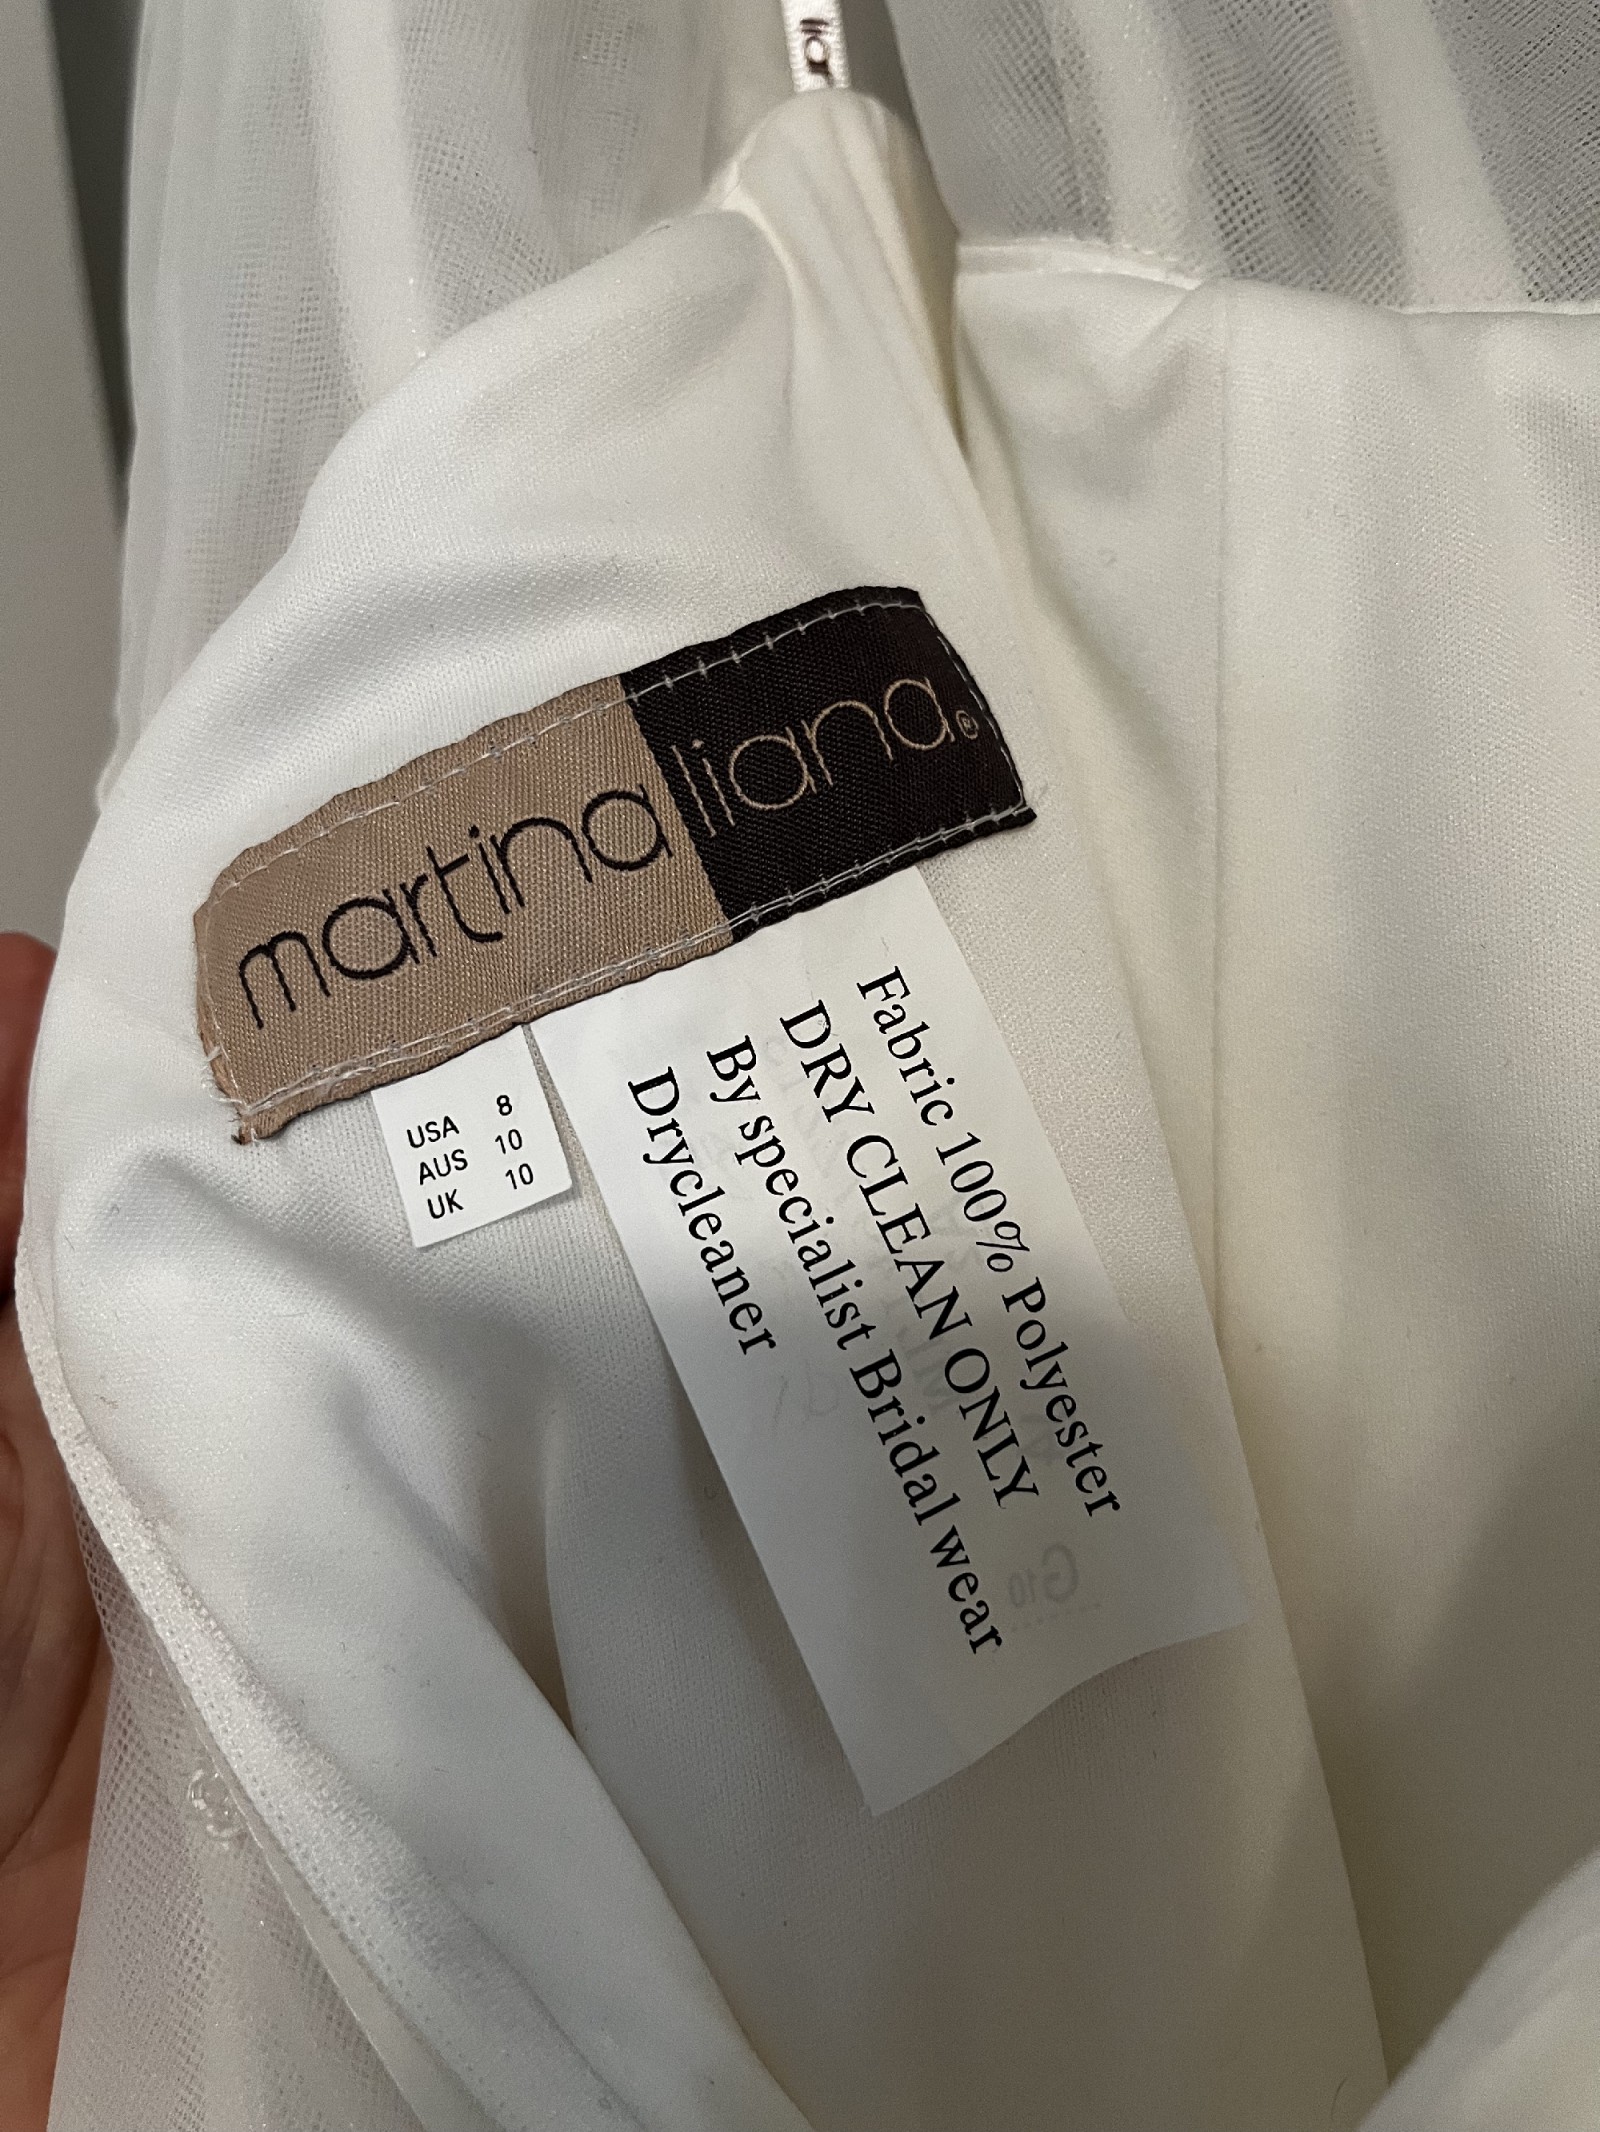 martina liana.®
USA 8
AUS 10
UK 10
Fabric 100% Polyester
DRY CLEAN ONLY
By specialist Bridal wear
Drycleaner
G10